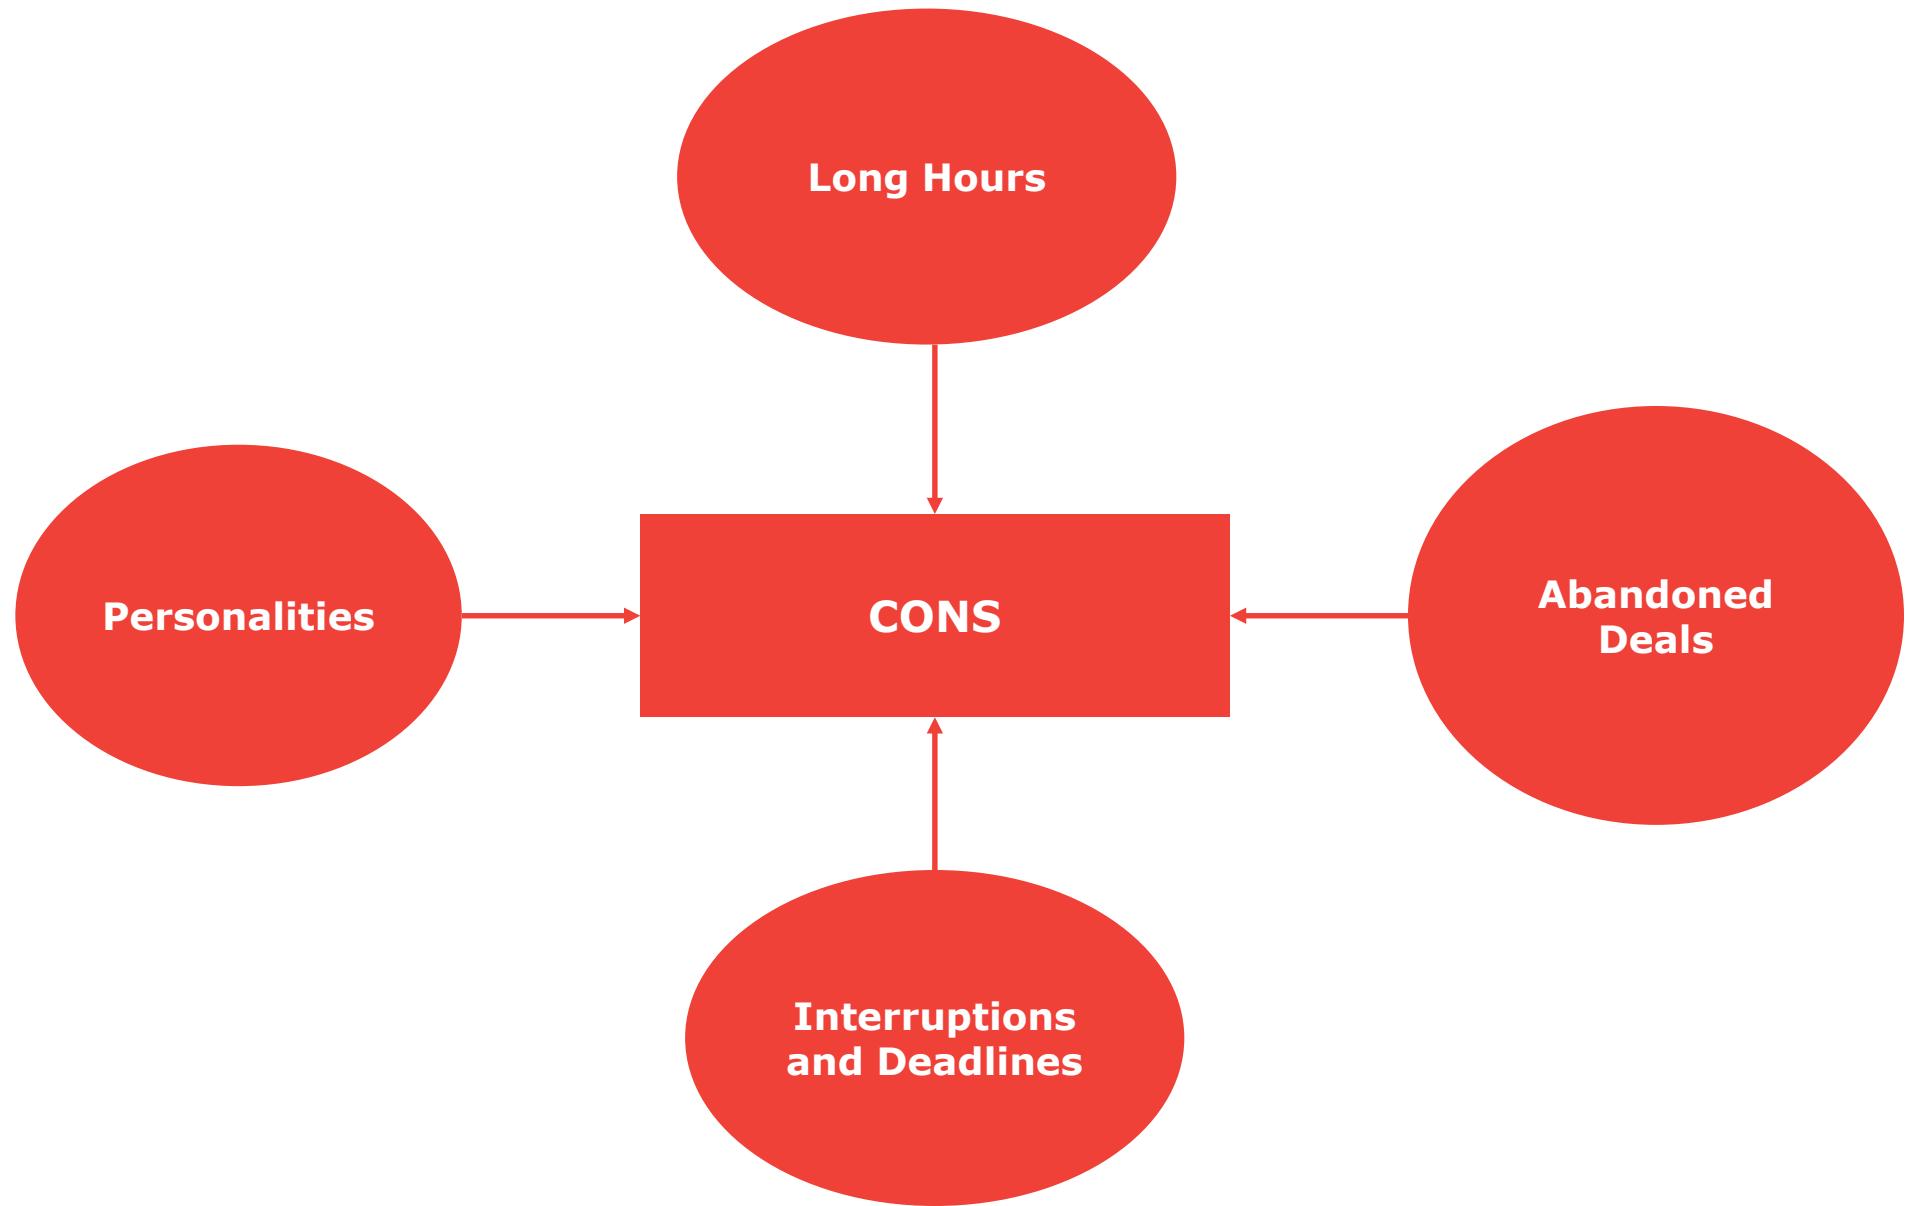 Long Hours
Personalities
CONS
Abandoned
Deals
Interruptions
and Deadlines